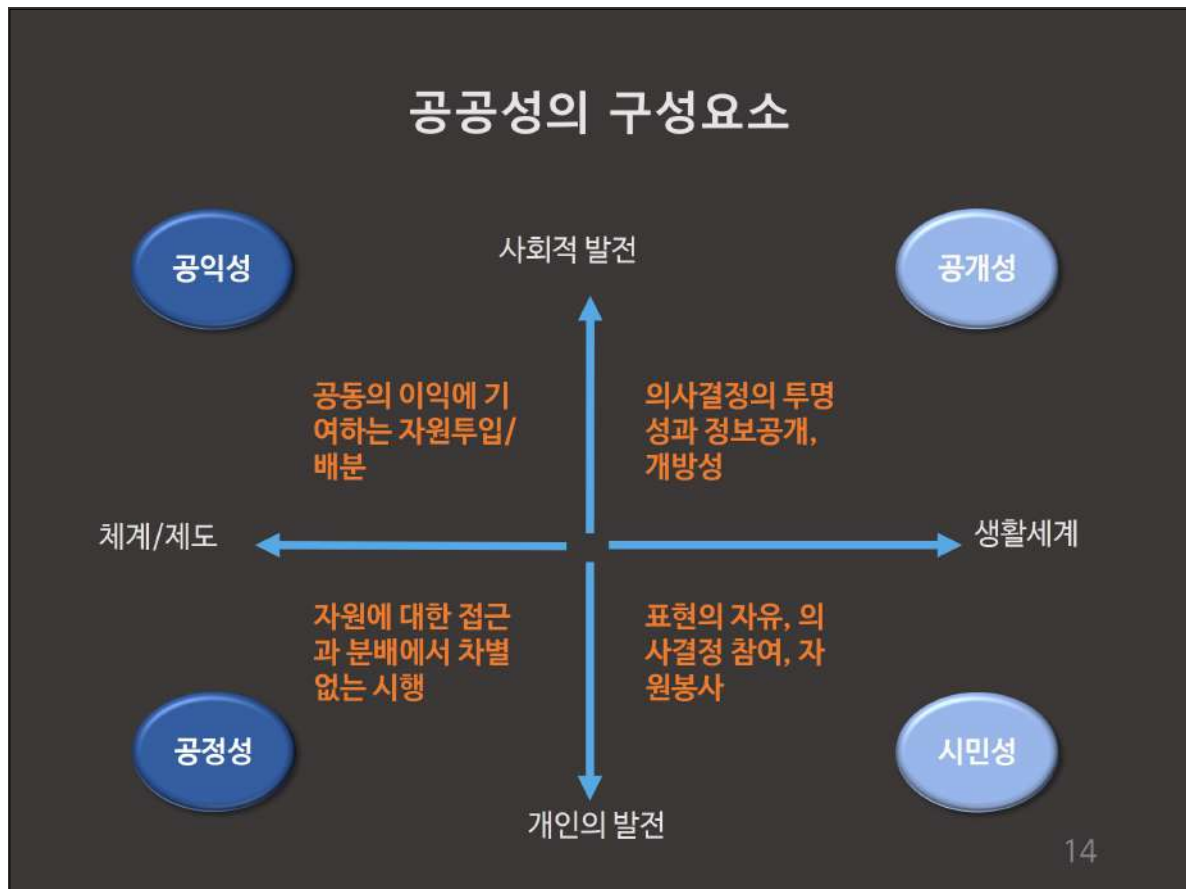 공공성의 구성요소
공익성
사회적 발전
공개성
공동의 이익에 기
여하는 자원투입/
배분
의사결정의 투명
성과 정보공개,
개방성
체계/제도
생활세계
자원에 대한 접근
과 분배에서 차별
없는 시행
표현의 자유, 의
사결정 참여, 자
원봉사
공정성
시민성
개인의 발전
14